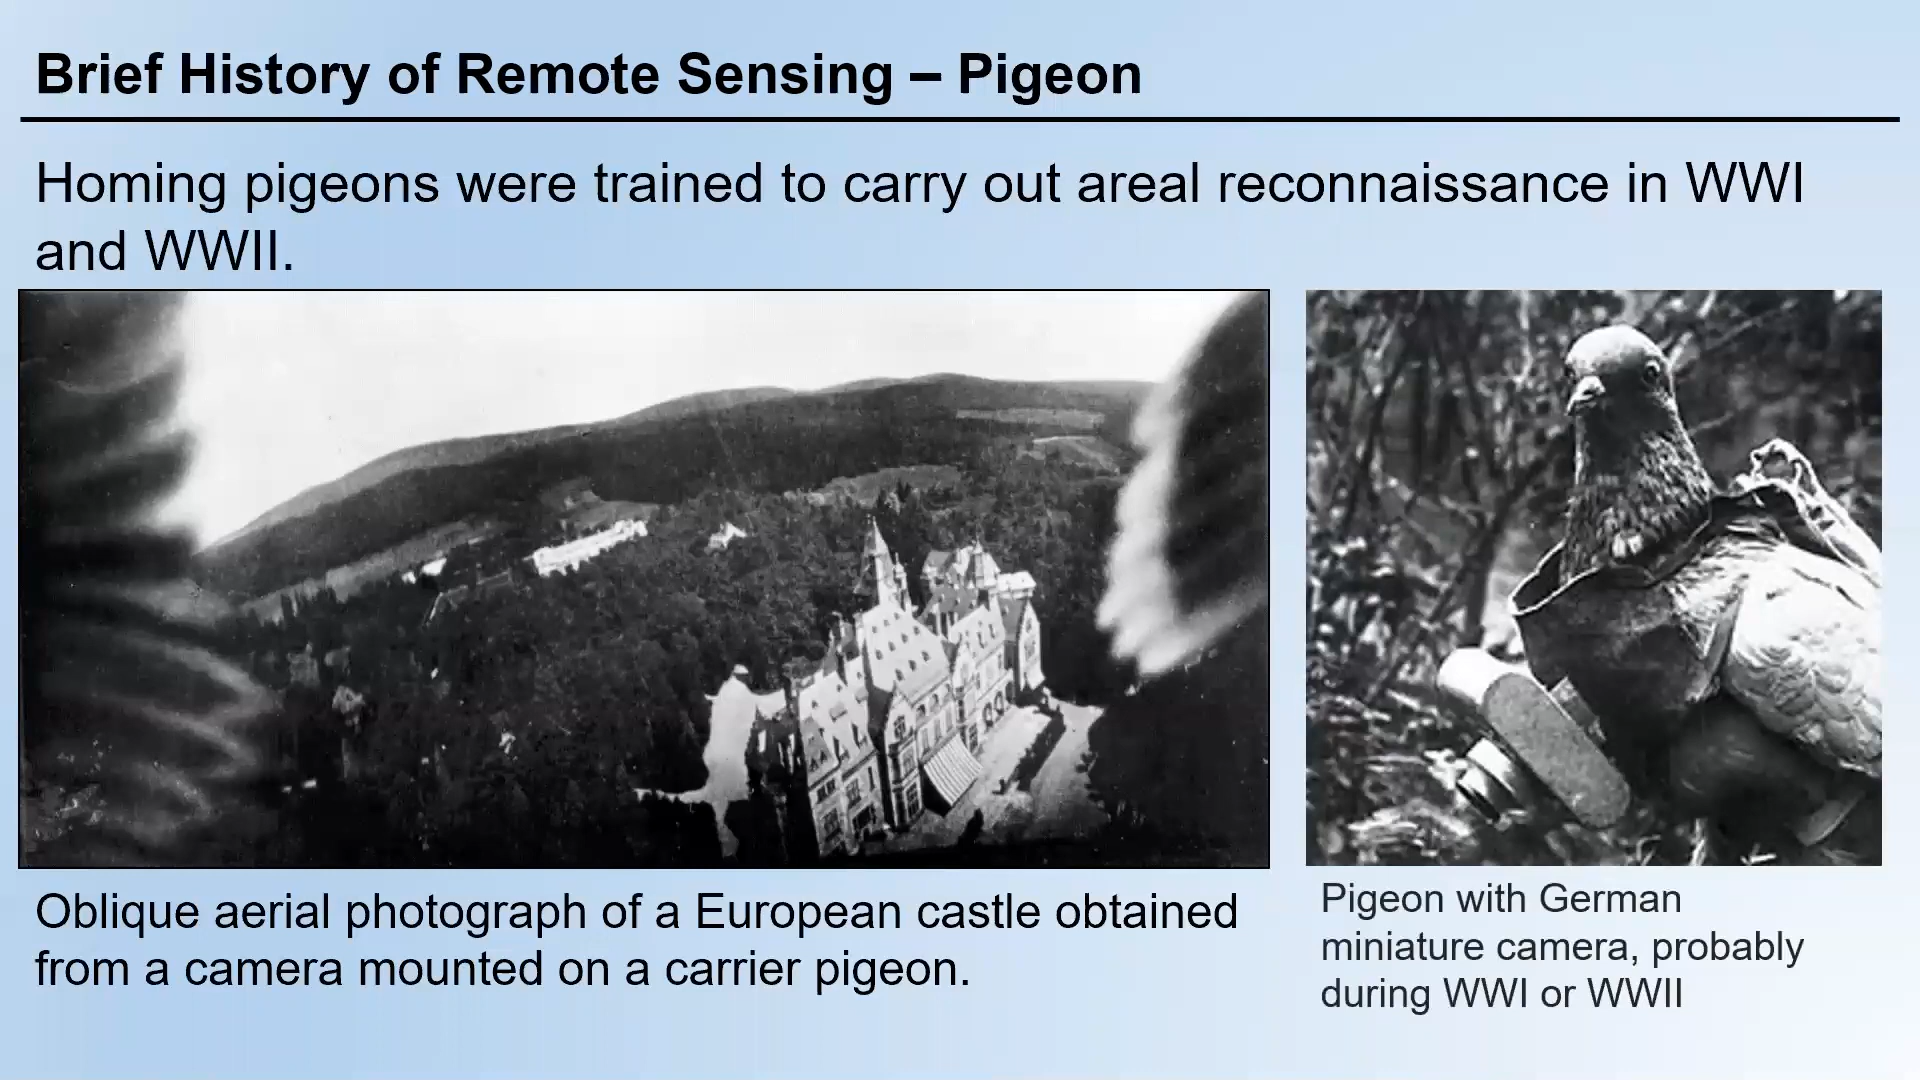 Brief History of Remote Sensing – Pigeon
Homing pigeons were trained to carry out areal reconnaissance in WWI
and WWII.
Oblique aerial photograph of a European castle obtained
from a camera mounted on a carrier pigeon.
Pigeon with German
miniature camera, probably
during WWI or WWII